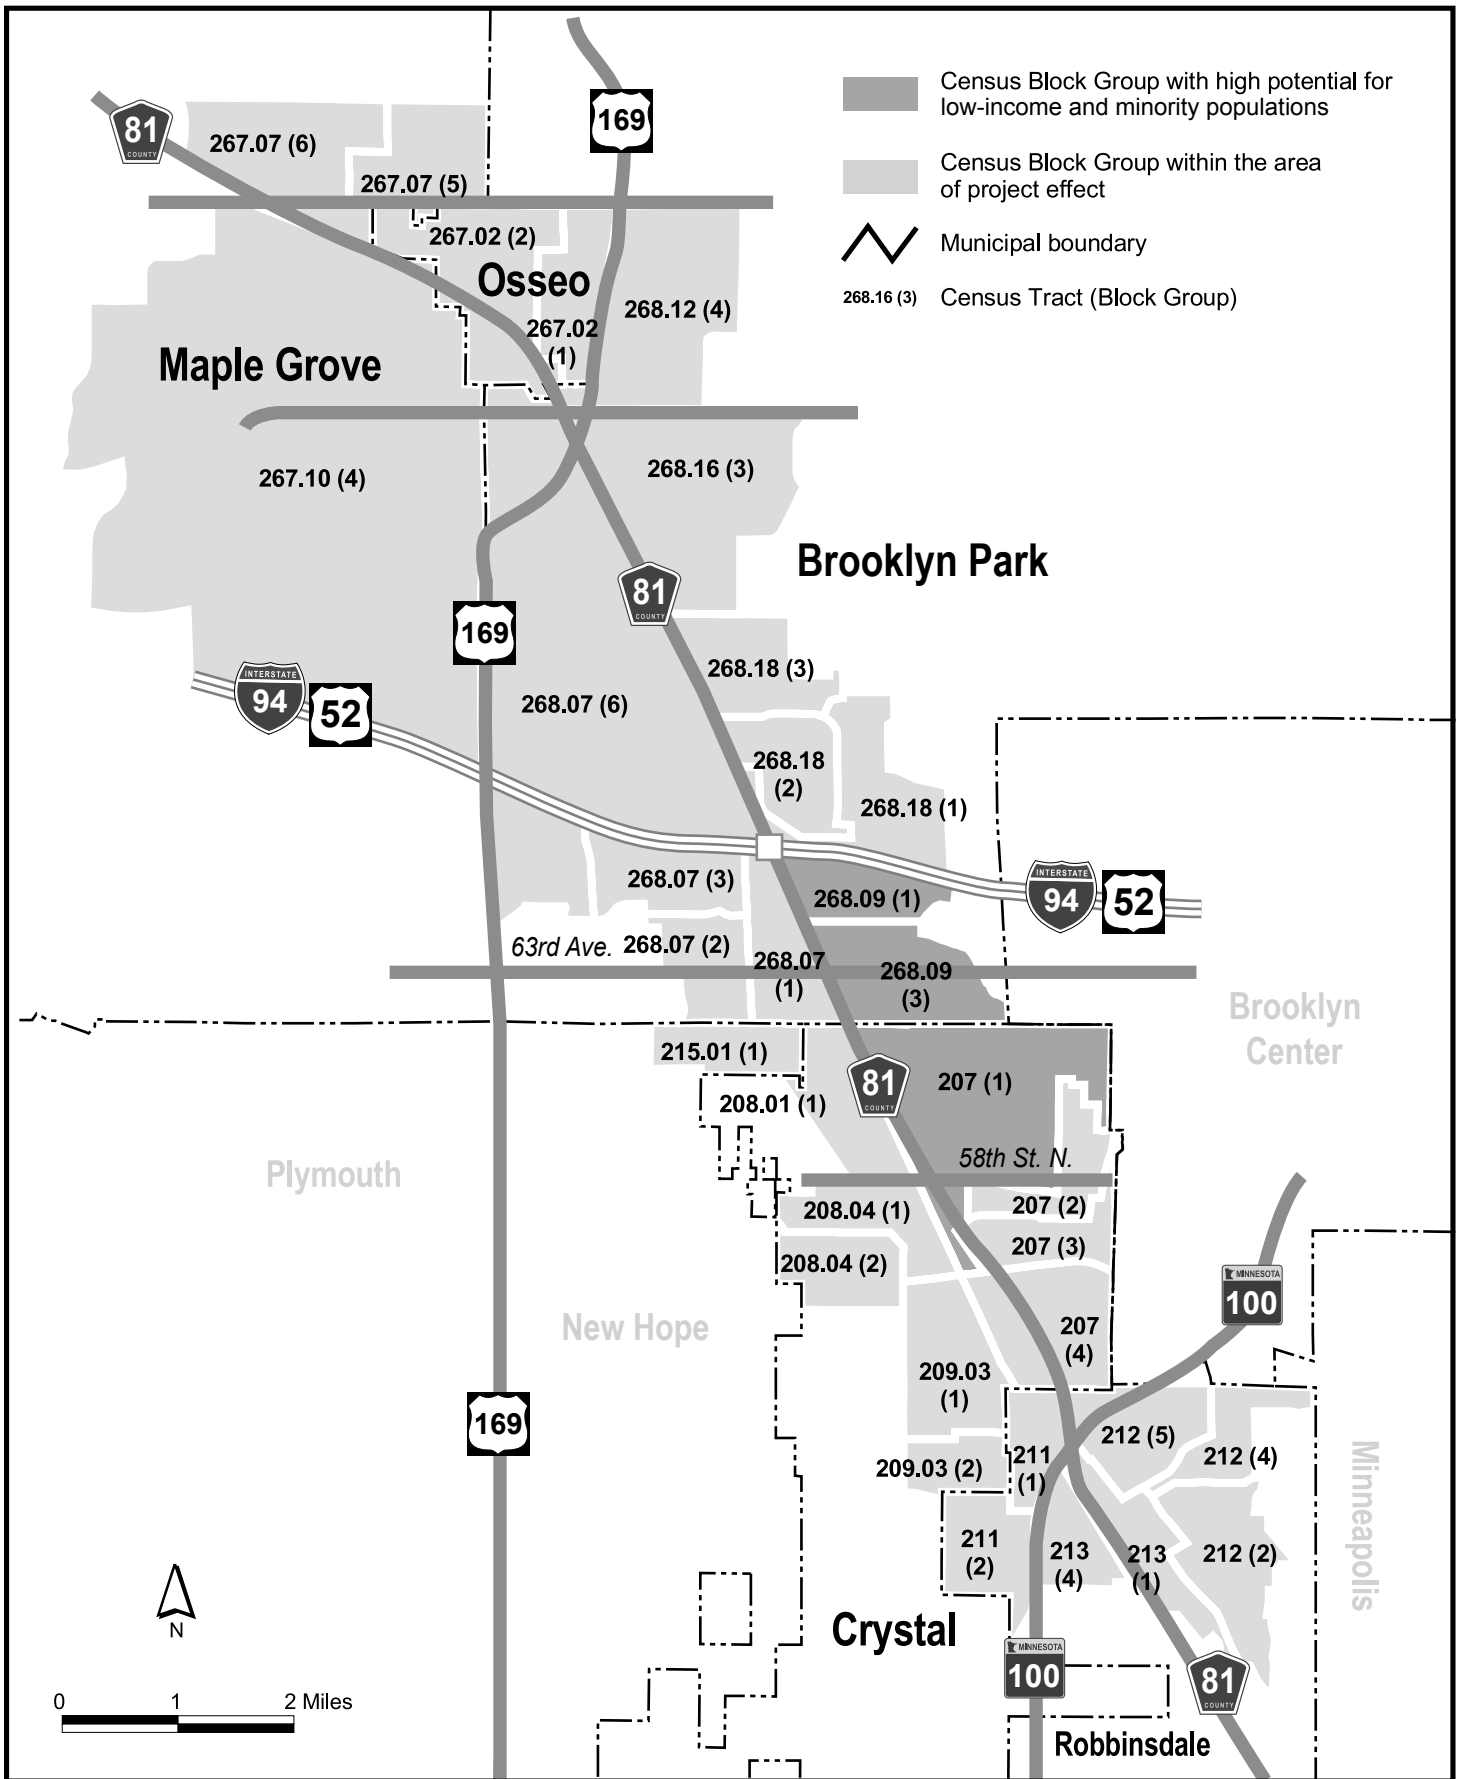 Census Block Group with high potential for
low-income and minority populations
Census Block Group within the area
of project effect
Municipal boundary
268.16 (3) Census Tract (Block Group)
81
COUNTY
169
267.07 (6)
267.07 (5)
267.02 (2)
Osseo
268.12 (4)
267.02
(1)
Maple Grove
267.10 (4)
268.16 (3)
Brooklyn Park
81
COUNTY
169
268.18 (3)
INTERSTATE
94
52
268.07 (6)
268.18
(2)
268.18 (1)
268.07 (3)
268.09 (1)
INTERSTATE
94
52
63rd Ave.
268.07 (2)
268.07
(1)
268.09
(3)
Brooklyn
Center
215.01 (1)
81
COUNTY
207 (1)
208.01 (1)
58th St. N.
Plymouth
208.04 (1)
207 (2)
207 (3)
208.04 (2)
MINNESOTA
100
New Hope
207
(4)
209.03
(1)
169
212 (5)
209.03 (2)
211
(1)
212 (4)
Minneapolis
211
(2)
213
(4)
213
(1)
212 (2)
N
Crystal
MINNESOTA
100
81
COUNTY
0 1 2 Miles
Robbinsdale